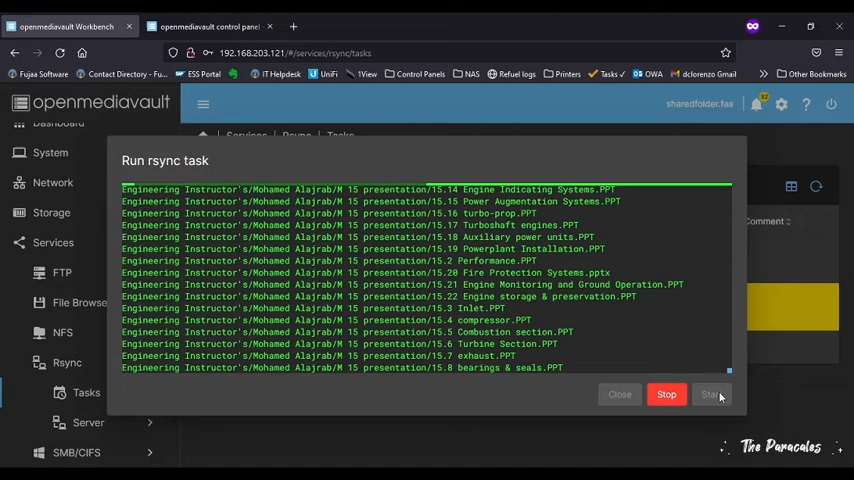 openmediavault Workbench
openmediavault control panel
192.168.203.121/#/services/rsync/tasks
Fujaa Software
Contact Directory - Fu...
ESS Portal
IT Helpdesk
UniFi
1View
Control Panels
NAS
Refuel logs
Printers
Tasks ✓
OWA
dclorenzo Gmail
Other Bookmarks
openmediavault
sharedfolder.faa
32
Dashboard
Services
Rsync
Tasks
System
Network
Storage
Services
FTP
File Browse
NFS
Rsync
Tasks
Server
SMB/CIFS
Comment
Run rsync task
Engineering Instructor's/Mohamed Alajrab/M 15 presentation/15.14 Engine Indicating Systems.PPT
Engineering Instructor's/Mohamed Alajrab/M 15 presentation/15.15 Power Augmentation Systems.PPT
Engineering Instructor's/Mohamed Alajrab/M 15 presentation/15.16 turbo-prop.PPT
Engineering Instructor's/Mohamed Alajrab/M 15 presentation/15.17 Turboshaft engines.PPT
Engineering Instructor's/Mohamed Alajrab/M 15 presentation/15.18 Auxiliary power units.PPT
Engineering Instructor's/Mohamed Alajrab/M 15 presentation/15.19 Powerplant Installation.PPT
Engineering Instructor's/Mohamed Alajrab/M 15 presentation/15.2 Performance.PPT
Engineering Instructor's/Mohamed Alajrab/M 15 presentation/15.20 Fire Protection Systems.pptx
Engineering Instructor's/Mohamed Alajrab/M 15 presentation/15.21 Engine Monitoring and Ground Operation.PPT
Engineering Instructor's/Mohamed Alajrab/M 15 presentation/15.22 Engine storage & preservation.PPT
Engineering Instructor's/Mohamed Alajrab/M 15 presentation/15.3 Inlet.PPT
Engineering Instructor's/Mohamed Alajrab/M 15 presentation/15.4 compressor.PPT
Engineering Instructor's/Mohamed Alajrab/M 15 presentation/15.5 Combustion section.PPT
Engineering Instructor's/Mohamed Alajrab/M 15 presentation/15.6 Turbine Section.PPT
Engineering Instructor's/Mohamed Alajrab/M 15 presentation/15.7 exhaust.PPT
Engineering Instructor's/Mohamed Alajrab/M 15 presentation/15.8 bearings & seals.PPT
Close
Stop
Start
The Paracales